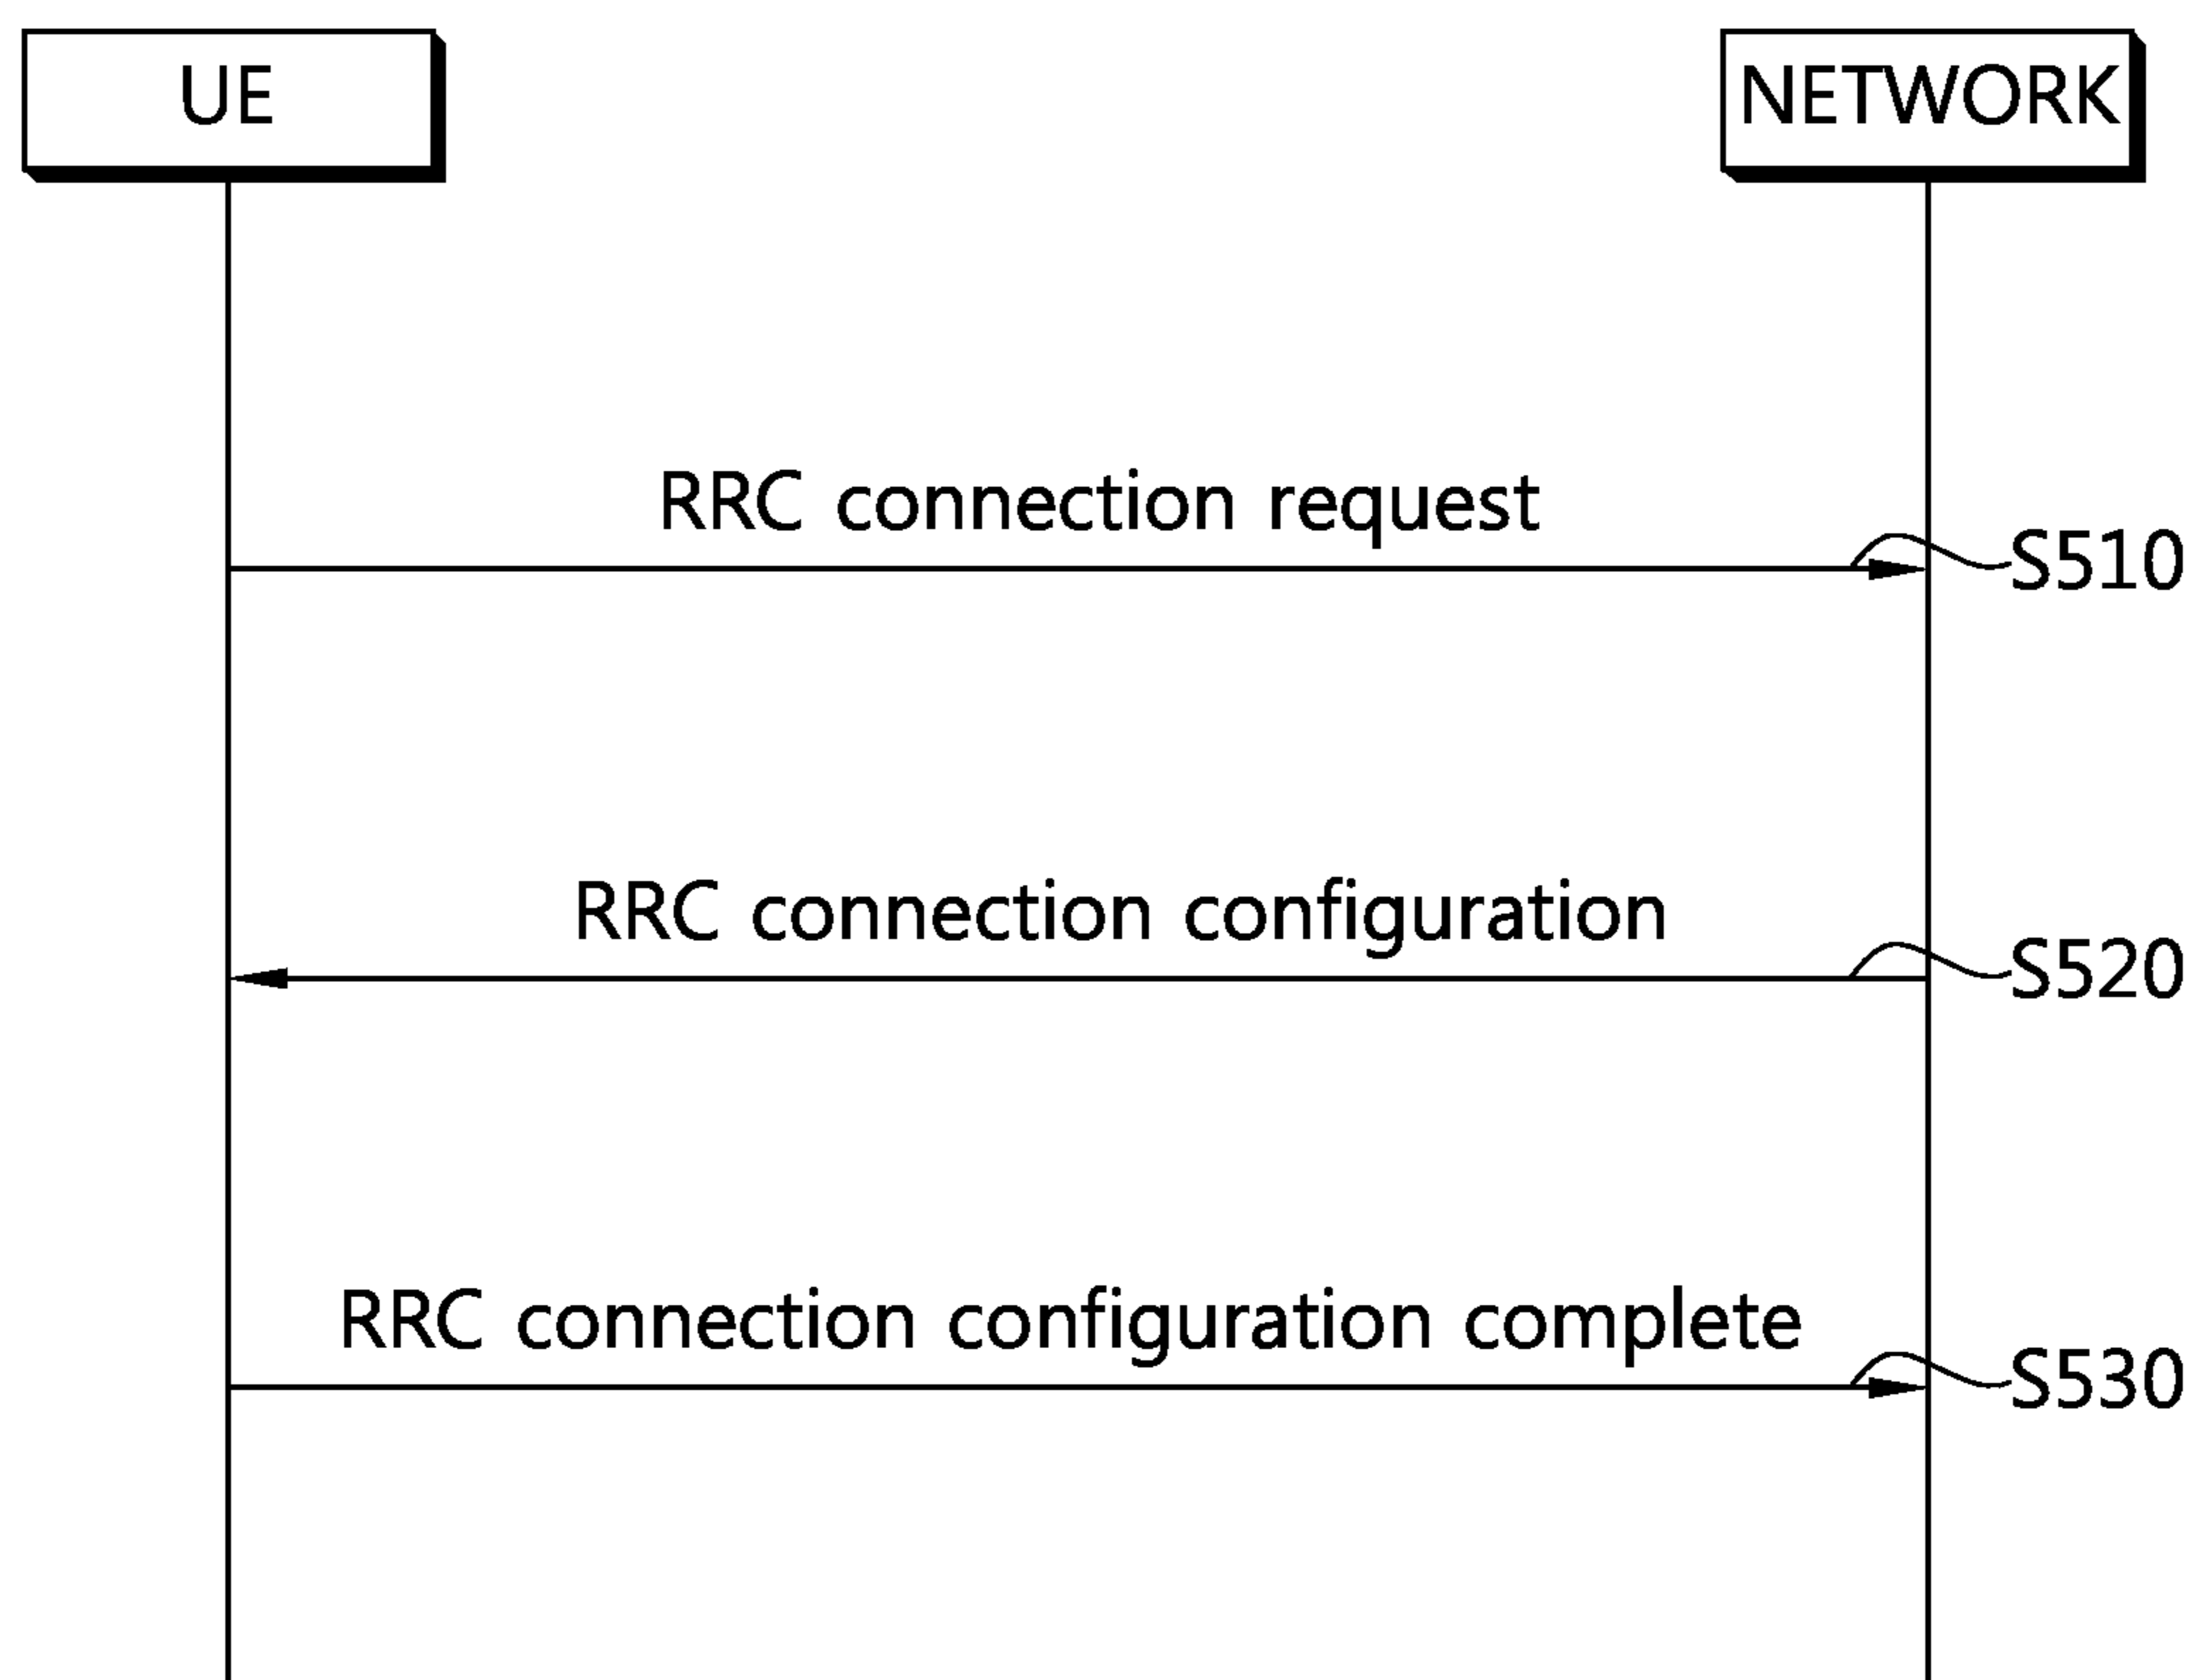 UE
NETWORK
RRC connection request
S510
RRC connection configuration
S520
RRC connection configuration complete
S530